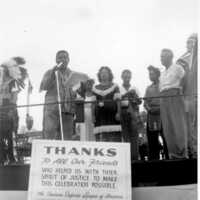 THANKS
To All Our Friends
WHO HELPED US WITH THEIR
SPIRIT OF JUSTICE TO MAKE
THIS CELEBRATION POSSIBLE.